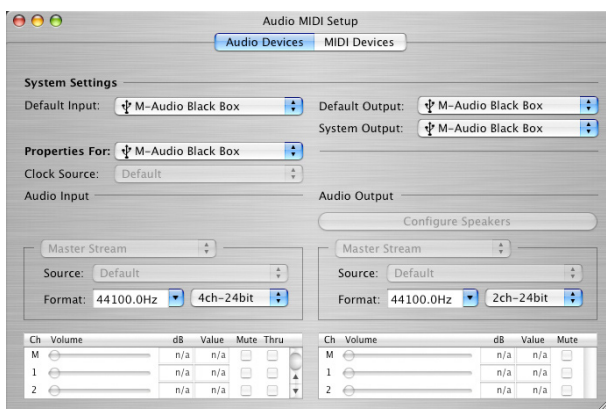 Audio MIDI Setup
Audio Devices MIDI Devices
System Settings
Default Input: M-Audio Black Box Default Output: M-Audio Black Box
System Output: M-Audio Black Box
Properties For: M-Audio Black Box
Clock Source: Default
Audio Input Audio Output
Configure Speakers
Master Stream Master Stream
Source: Default Source: Default
Format: 44100.0Hz 4ch-24bit Format: 44100.0Hz 2ch-24bit
Ch Volume dB Value Mute Thru Ch Volume dB Value Mute
M n/a n/a M n/a n/a
1 n/a n/a 1 n/a n/a
2 n/a n/a 2 n/a n/a